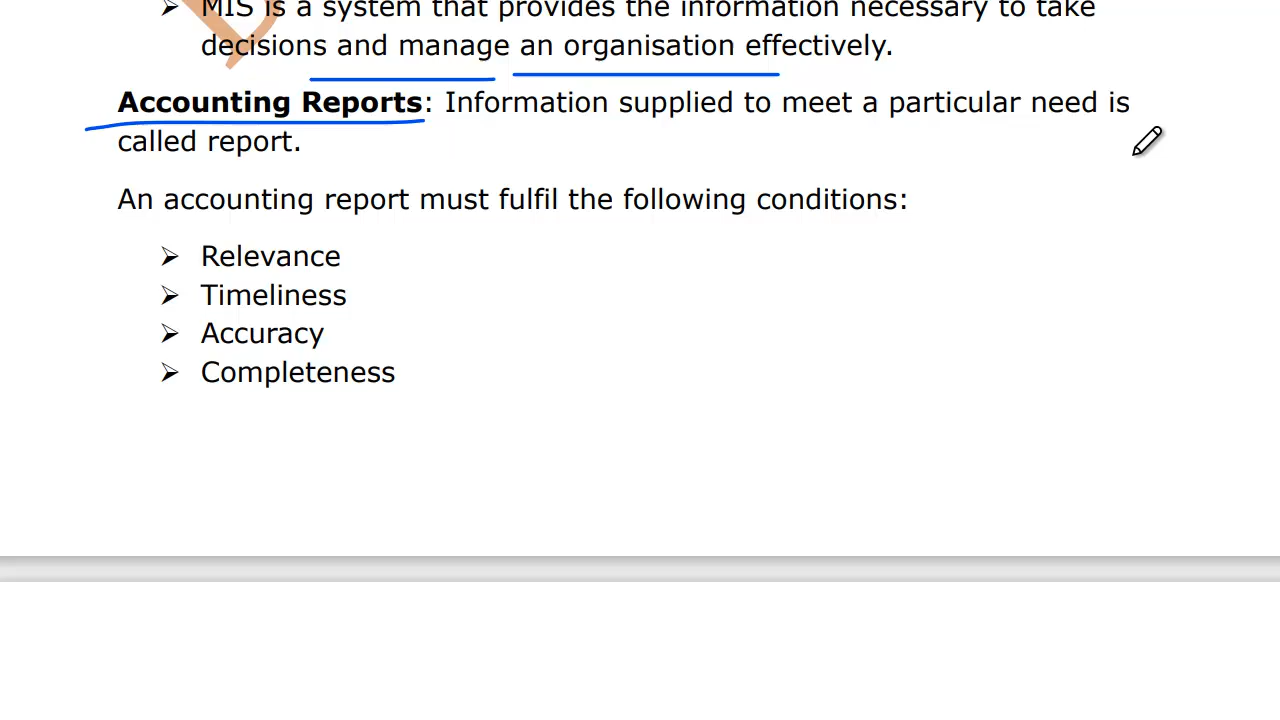 ➢ MIS is a system that provides the information necessary to take
decisions and manage an organisation effectively.
Accounting Reports: Information supplied to meet a particular need is
called report.
An accounting report must fulfil the following conditions:
➢ Relevance
➢ Timeliness
➢ Accuracy
➢ Completeness